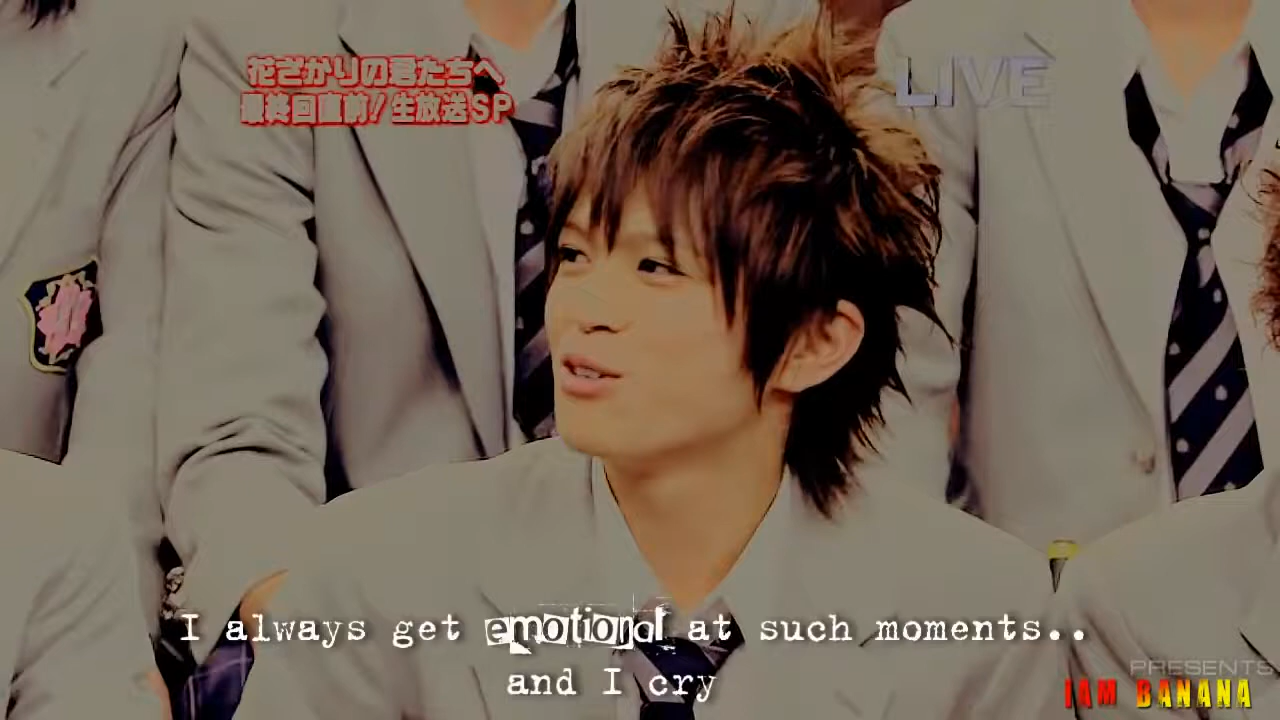 花ざかりの君たちへ
最終回直前!生放送SP
LIVE
I always get emotional at such moments..
and I cry
PRESENTS
IAM BANANA